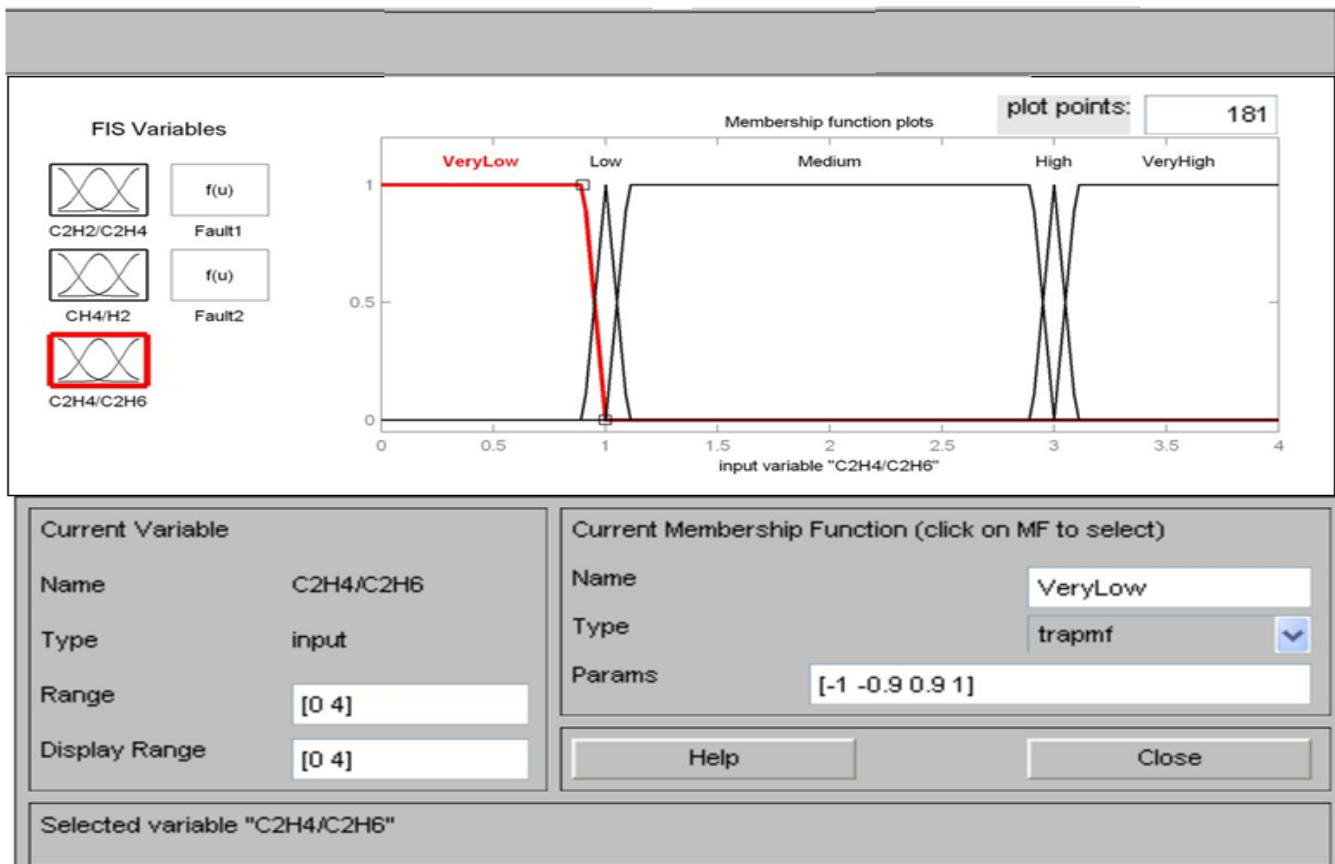 plot points: 181
FIS Variables
Membership function plots
VeryLow Low Medium High VeryHigh
f(u)
C2H2/C2H4 Fault1
f(u)
CH4/H2 Fault2
C2H4/C2H6
1
0.5
0
0 0.5 1 1.5 2 2.5 3 3.5 4
input variable "C2H4/C2H6"
Current Variable
Name C2H4/C2H6
Type input
Range [0 4]
Display Range [0 4]
Current Membership Function (click on MF to select)
Name VeryLow
Type trapmf
Params [-1 -0.9 0.9 1]
Help Close
Selected variable "C2H4/C2H6"